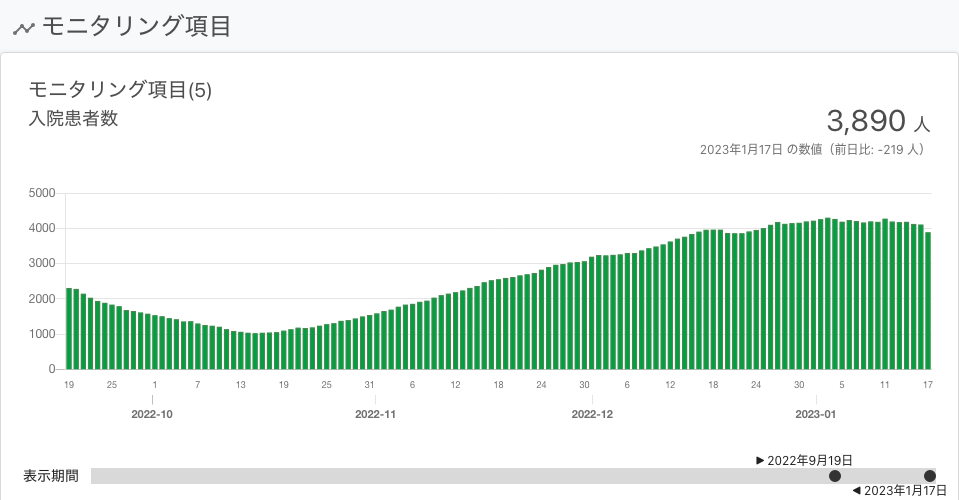 モニタリング項目
モニタリング項目(5)
入院患者数
3,890 人
2023年1月17日 の数値（前日比: -219 人）
5000
4000
3000
2000
1000
0
19 25 1 7 13 19 25 31 6 12 18 24 30 6 12 18 24 30 5 11 17
2022-10 2022-11 2022-12 2023-01
▶ 2022年9月19日
表示期間
◀ 2023年1月17日